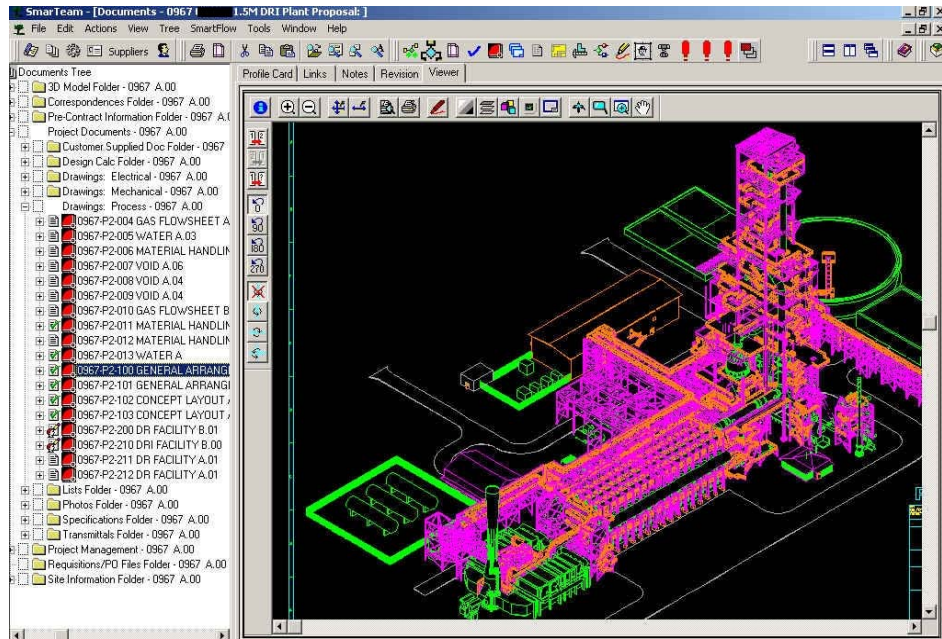 SmarTeam - [Documents - 0967 1.5M DRI Plant Proposal: ]
File Edit Actions View Tree SmartFlow Tools Window Help
Suppliers
Documents Tree
Profile Card Links Notes Revision Viewer
3D Model Folder - 0967 A.00
Correspondences Folder - 0967 A.00
Pre-Contract Information Folder - 0967 A.0
Project Documents - 0967 A.00
Customer Supplied Doc Folder - 0967
Design Calc Folder - 0967 A.00
Drawings: Electrical - 0967 A.00
Drawings: Mechanical - 0967 A.00
Drawings: Process - 0967 A.00
0967-P2-004 GAS FLOWSHEET A
0967-P2-005 WATER A.03
0967-P2-006 MATERIAL HANDLIN
0967-P2-007 VOID A.06
0967-P2-008 VOID A.04
0967-P2-009 VOID A.04
0967-P2-010 GAS FLOWSHEET B
0967-P2-011 MATERIAL HANDLIN
0967-P2-012 MATERIAL HANDLIN
0967-P2-013 WATER A
0967-P2-100 GENERAL ARRANGE
0967-P2-101 GENERAL ARRANGE
0967-P2-102 CONCEPT LAYOUT
0967-P2-103 CONCEPT LAYOUT
0967-P2-200 DR FACILITY B.01
0967-P2-210 DRI FACILITY B.00
0967-P2-211 DR FACILITY A.01
0967-P2-212 DR FACILITY A.01
Lists Folder - 0967 A.00
Photos Folder - 0967 A.00
Specifications Folder - 0967 A.00
Transmittals Folder - 0967 A.00
Project Management - 0967 A.00
Requisitions/PO Files Folder - 0967 A.00
Site Information Folder - 0967 A.00
0
90
180
270